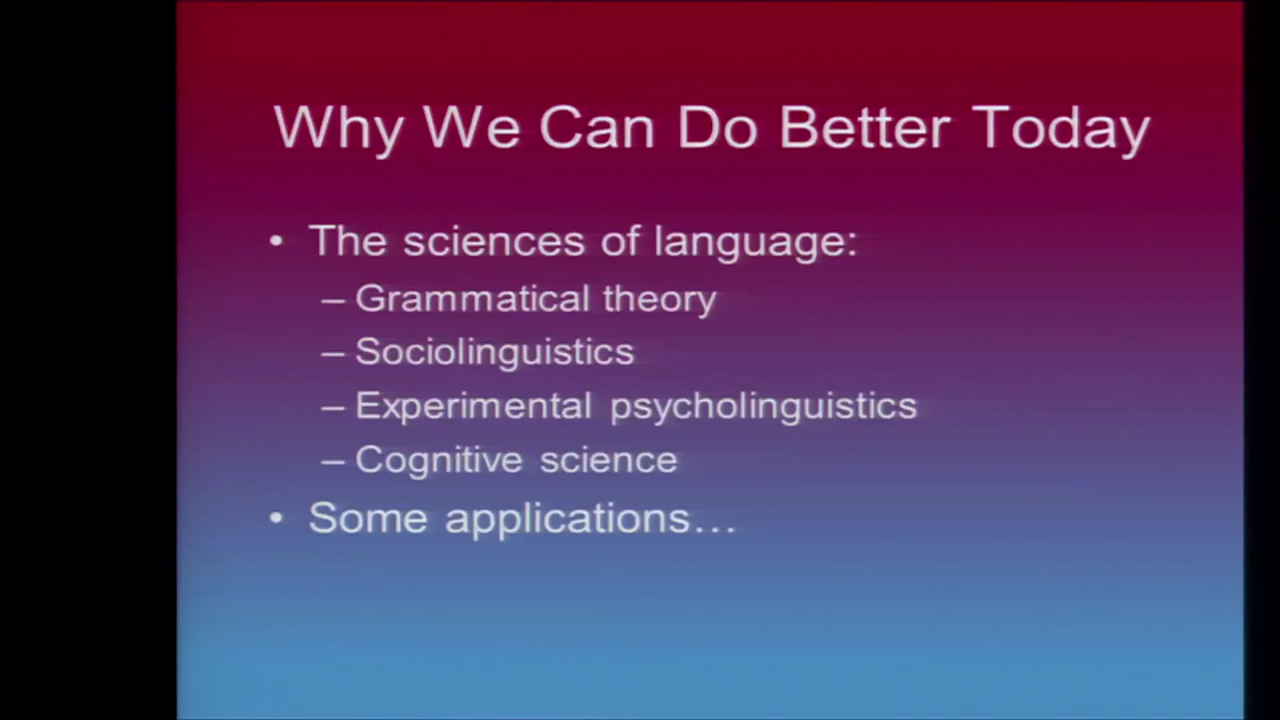 Why We Can Do Better Today
• The sciences of language:
– Grammatical theory
– Sociolinguistics
– Experimental psycholinguistics
– Cognitive science
• Some applications…